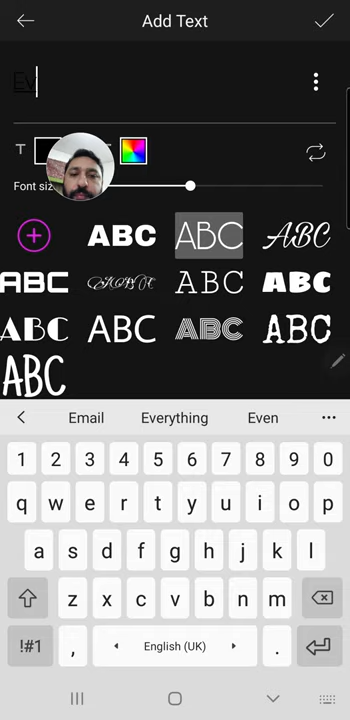 Add Text
Ev
T
Font siz
ABC ABC ABC
ABC ABC ABC ABC
ABC ABC ABC ABC
ABC
Email Everything Even
1 2 3 4 5 6 7 8 9 0
q w e r t y u i o p
a s d f g h j k l
z x c v b n m
!#1 , English (UK) .